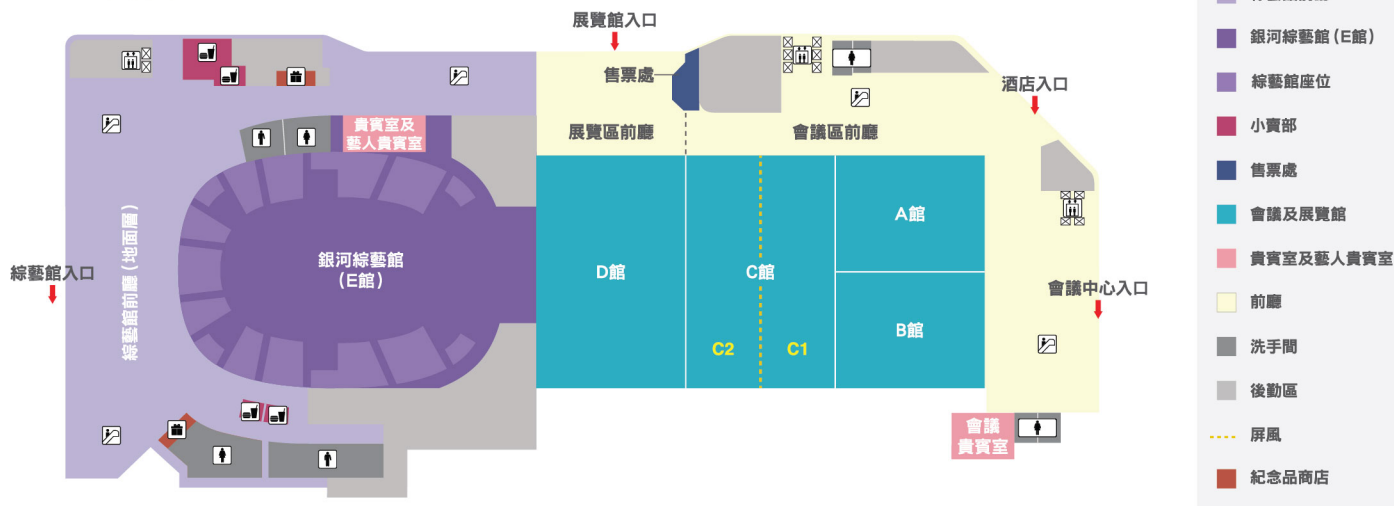 展覽館入口
售票處
酒店入口
貴賓室及
藝人貴賓室
展覽區前廳
會議區前廳
綜藝館入口
綜藝館前廳(地面層)
銀河綜藝館
(E館)
D館
C館
A館
B館
C2
C1
會議中心入口
會議
貴賓室
銀河綜藝館(E館)
綜藝館座位
小賣部
售票處
會議及展覽館
貴賓室及藝人貴賓室
前廳
洗手間
後勤區
屏風
紀念品商店